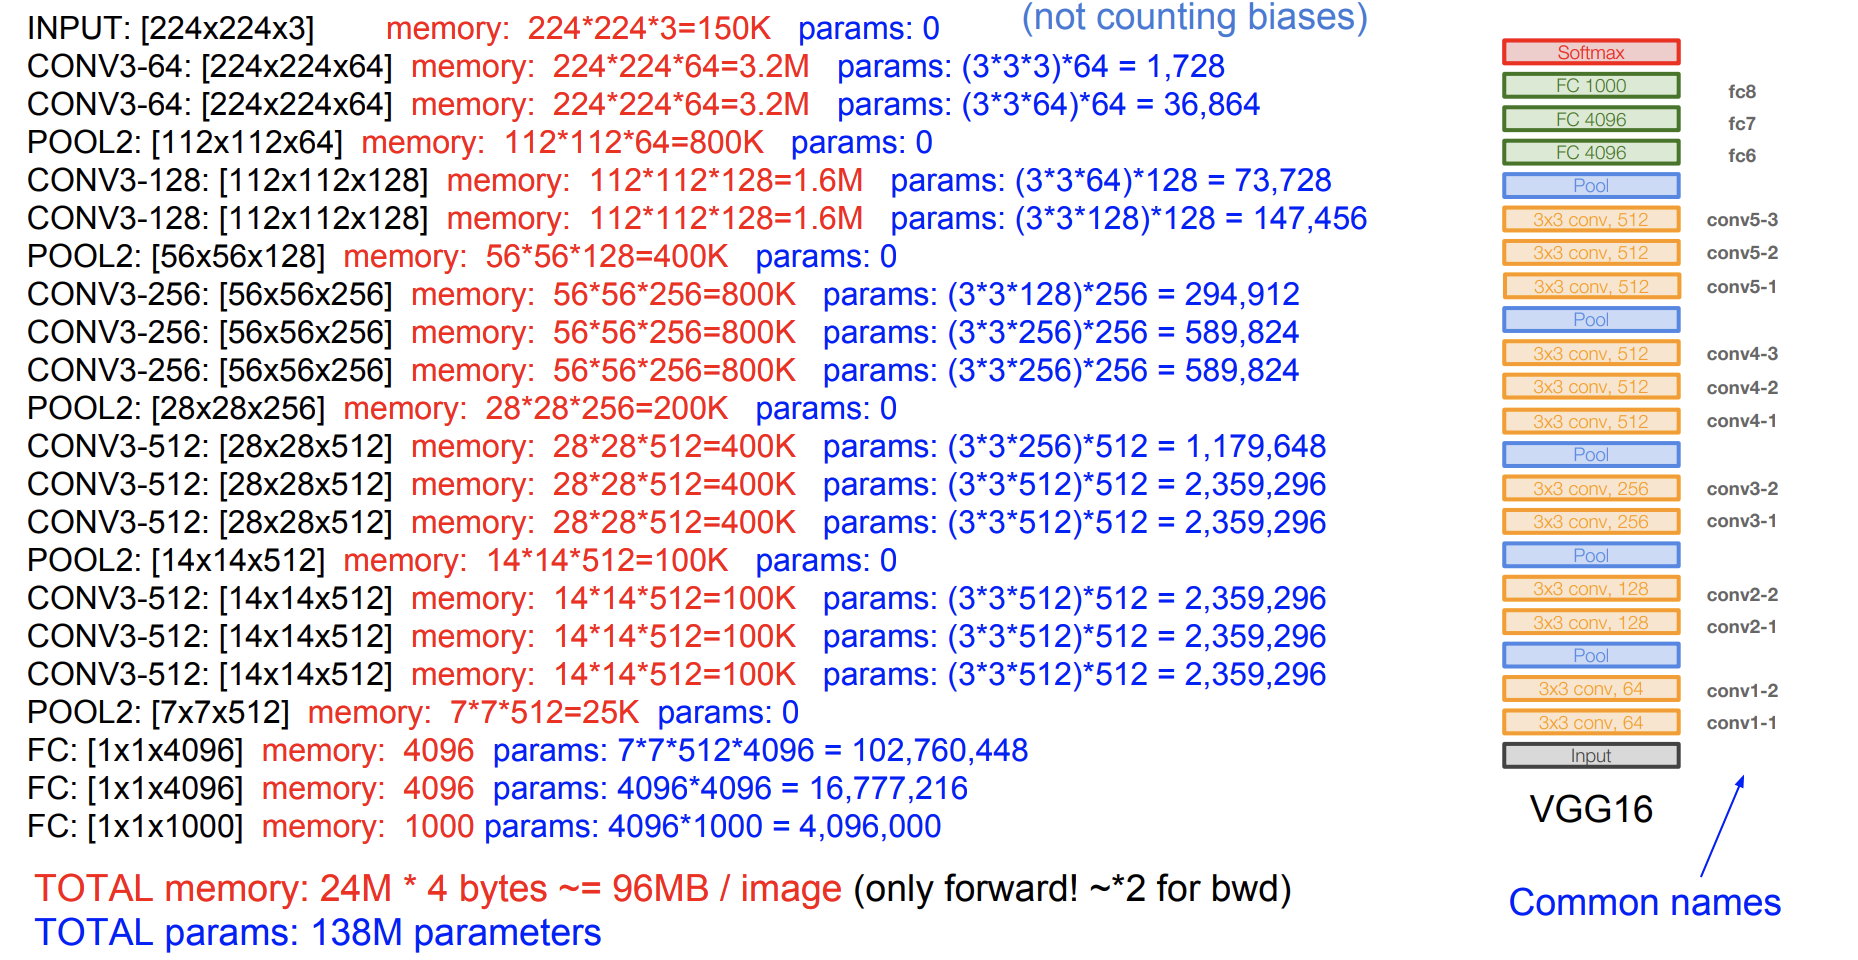 (not counting biases)
INPUT: [224x224x3] memory: 224*224*3=150K params: 0
CONV3-64: [224x224x64] memory: 224*224*64=3.2M params: (3*3*3)*64 = 1,728
CONV3-64: [224x224x64] memory: 224*224*64=3.2M params: (3*3*64)*64 = 36,864
POOL2: [112x112x64] memory: 112*112*64=800K params: 0
CONV3-128: [112x112x128] memory: 112*112*128=1.6M params: (3*3*64)*128 = 73,728
CONV3-128: [112x112x128] memory: 112*112*128=1.6M params: (3*3*128)*128 = 147,456
POOL2: [56x56x128] memory: 56*56*128=400K params: 0
CONV3-256: [56x56x256] memory: 56*56*256=800K params: (3*3*128)*256 = 294,912
CONV3-256: [56x56x256] memory: 56*56*256=800K params: (3*3*256)*256 = 589,824
CONV3-256: [56x56x256] memory: 56*56*256=800K params: (3*3*256)*256 = 589,824
POOL2: [28x28x256] memory: 28*28*256=200K params: 0
CONV3-512: [28x28x512] memory: 28*28*512=400K params: (3*3*256)*512 = 1,179,648
CONV3-512: [28x28x512] memory: 28*28*512=400K params: (3*3*512)*512 = 2,359,296
CONV3-512: [28x28x512] memory: 28*28*512=400K params: (3*3*512)*512 = 2,359,296
POOL2: [14x14x512] memory: 14*14*512=100K params: 0
CONV3-512: [14x14x512] memory: 14*14*512=100K params: (3*3*512)*512 = 2,359,296
CONV3-512: [14x14x512] memory: 14*14*512=100K params: (3*3*512)*512 = 2,359,296
CONV3-512: [14x14x512] memory: 14*14*512=100K params: (3*3*512)*512 = 2,359,296
POOL2: [7x7x512] memory: 7*7*512=25K params: 0
FC: [1x1x4096] memory: 4096 params: 7*7*512*4096 = 102,760,448
FC: [1x1x4096] memory: 4096 params: 4096*4096 = 16,777,216
FC: [1x1x1000] memory: 1000 params: 4096*1000 = 4,096,000
TOTAL memory: 24M * 4 bytes ~= 96MB / image (only forward! ~*2 for bwd)
TOTAL params: 138M parameters
Softmax
FC 1000 fc8
FC 4096 fc7
FC 4096 fc6
Pool
3x3 conv, 512 conv5-3
3x3 conv, 512 conv5-2
3x3 conv, 512 conv5-1
Pool
3x3 conv, 512 conv4-3
3x3 conv, 512 conv4-2
3x3 conv, 512 conv4-1
Pool
3x3 conv, 256 conv3-2
3x3 conv, 256 conv3-1
Pool
3x3 conv, 128 conv2-2
3x3 conv, 128 conv2-1
Pool
3x3 conv, 64 conv1-2
3x3 conv, 64 conv1-1
Input
VGG16
Common names